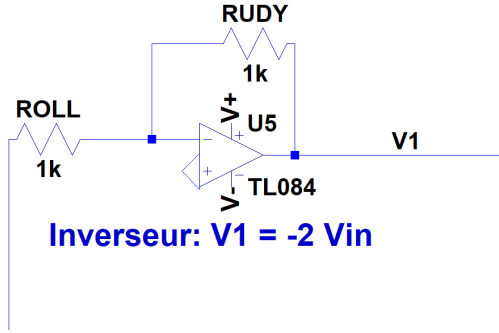 RUDY
1k
ROLL
1k
V+
U5
V1
V-
TL084
Inverseur: V1 = -2 Vin